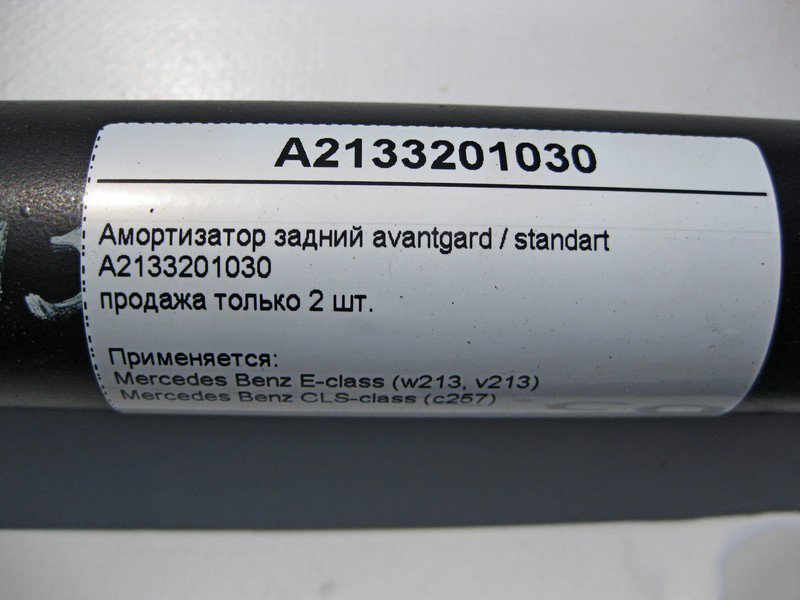 A2133201030
Амортизатор задний avantgard / standart
A2133201030
продажа только 2 шт.
Применяется:
Mercedes Benz E-class (w213, v213)
Mercedes Benz CLS-class (c257)